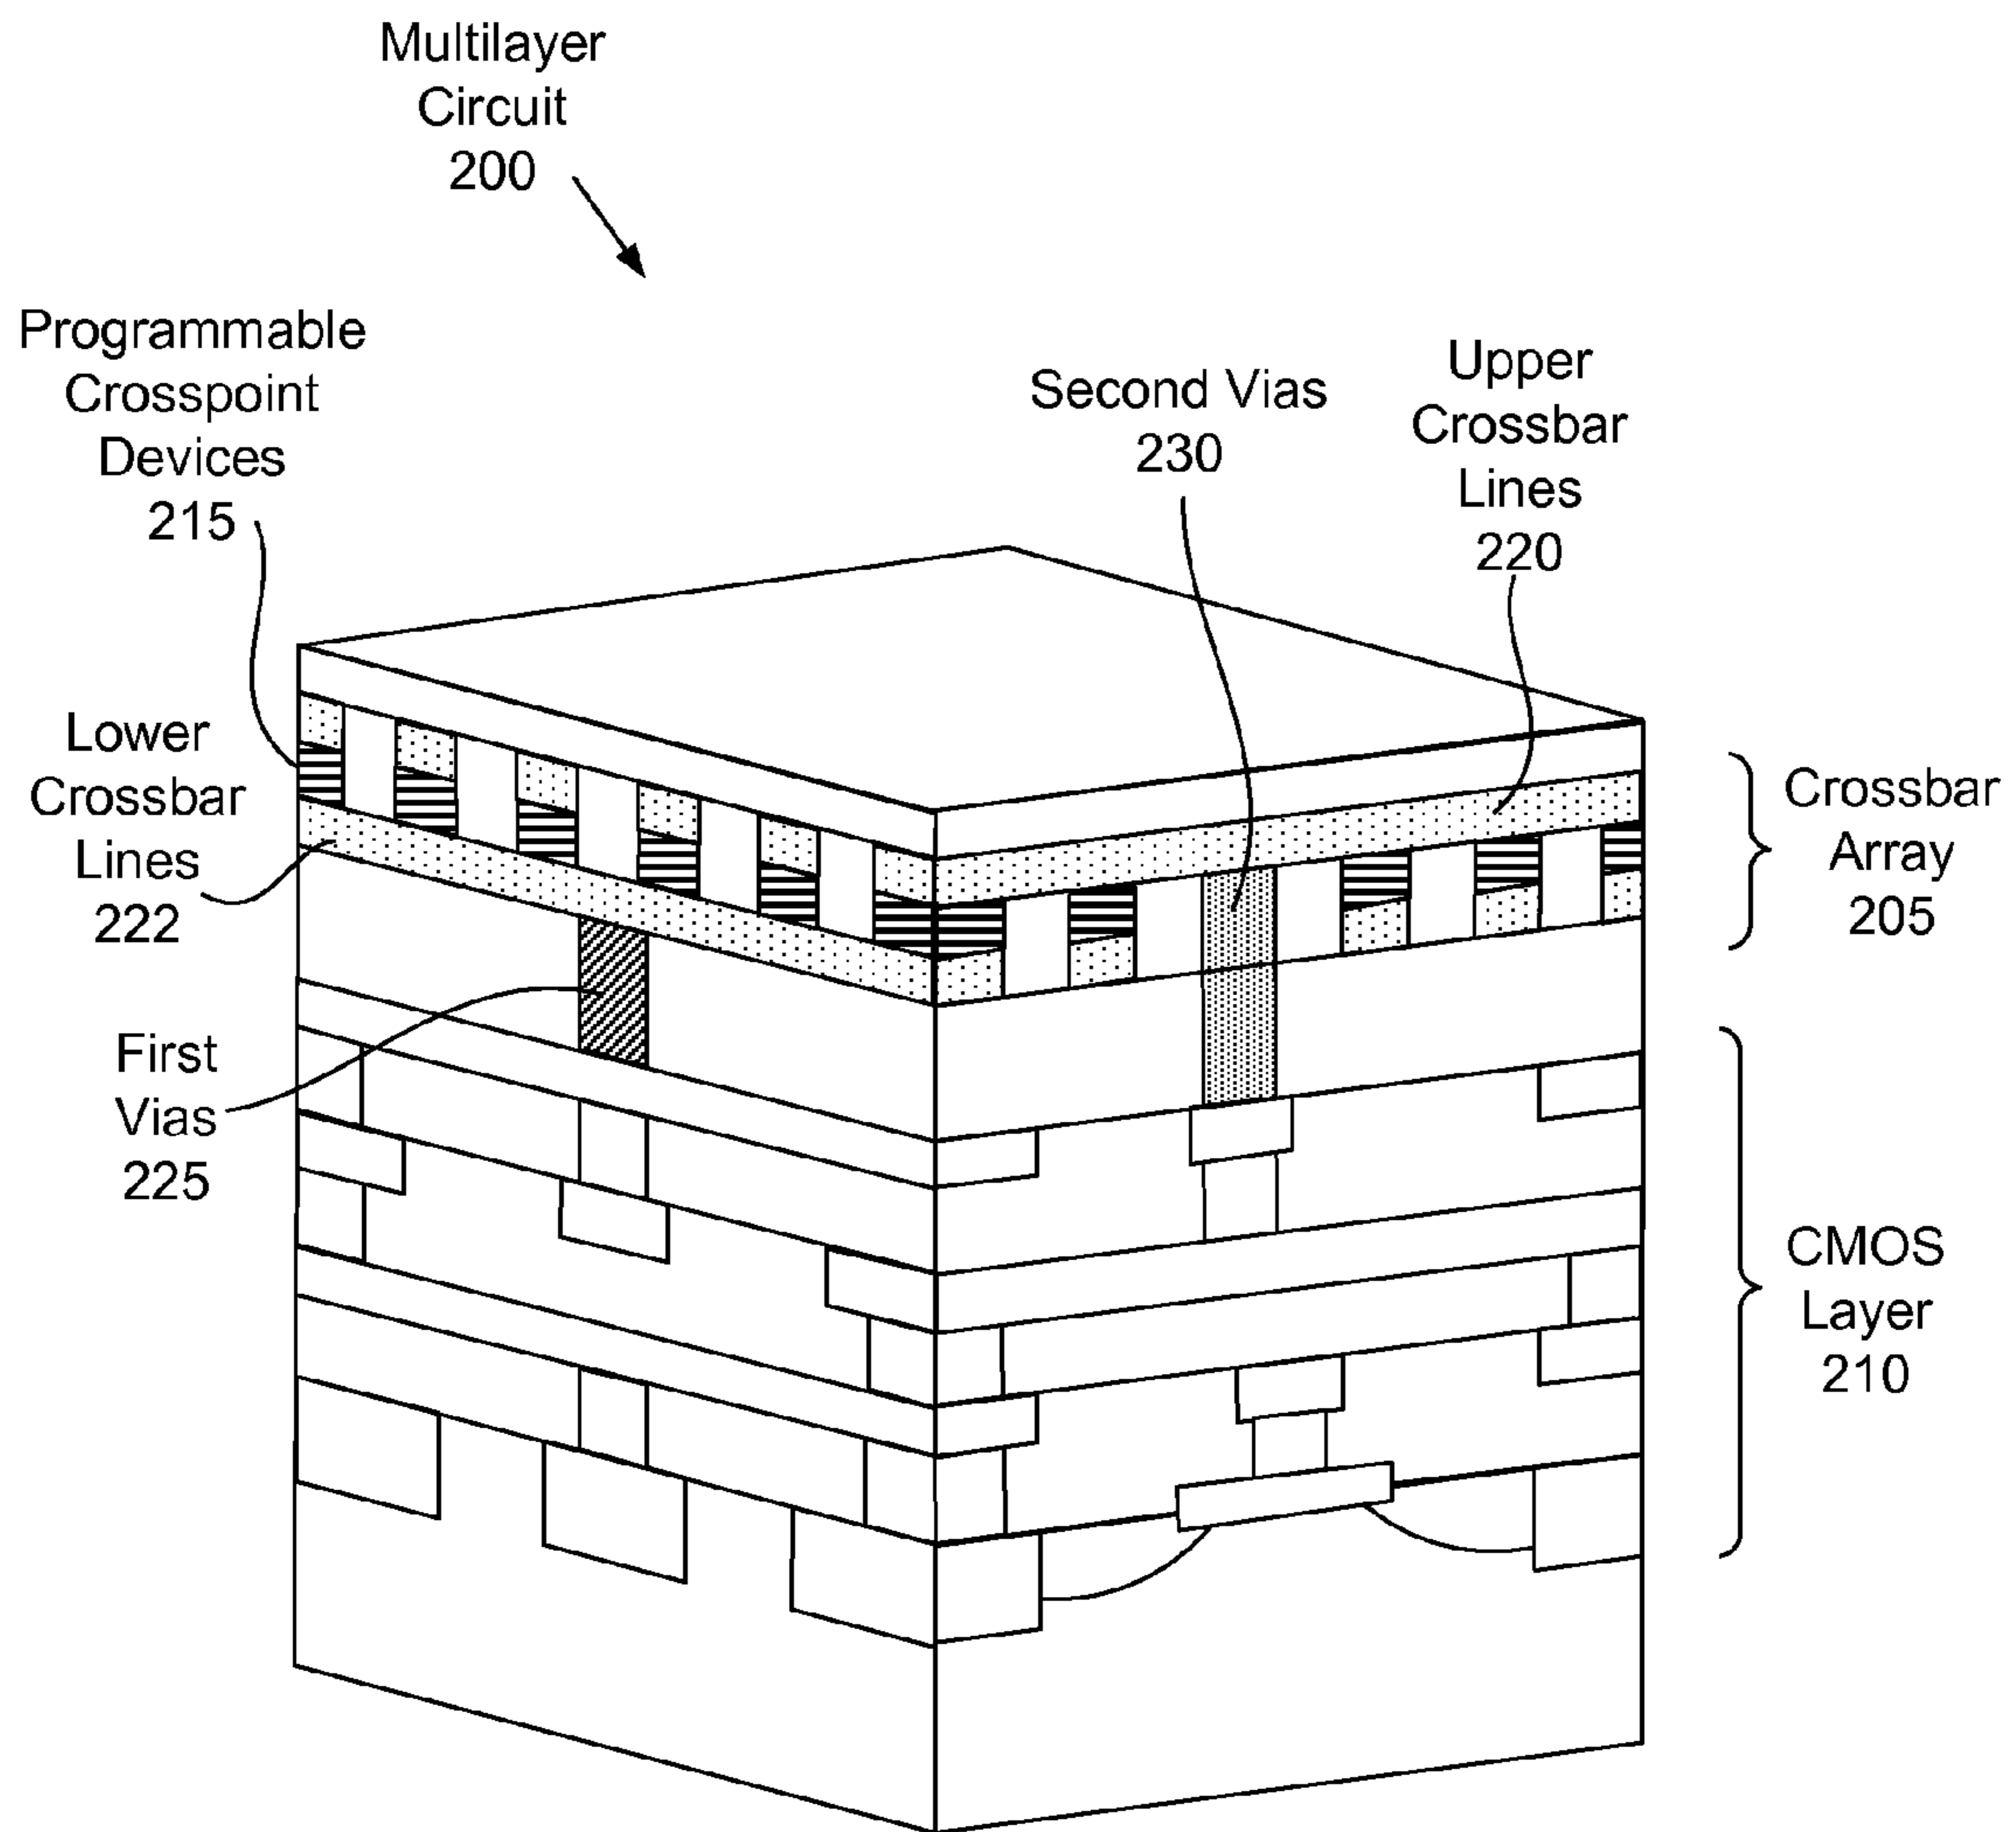 Multilayer
Circuit
200
Programmable
Crosspoint
Devices
215
Second Vias
230
Upper
Crossbar
Lines
220
Lower
Crossbar
Lines
222
Crossbar
Array
205
First
Vias
225
CMOS
Layer
210